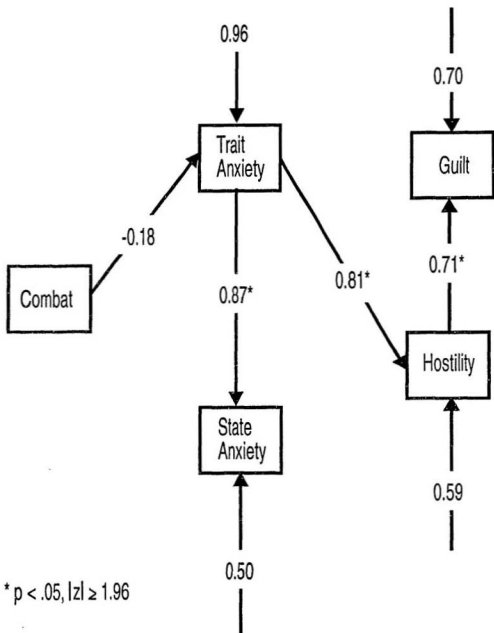 0.96
0.70
Trait
Anxiety
Guilt
-0.18
0.87*
0.81*
0.71*
Combat
Hostility
State
Anxiety
0.59
0.50
* p < .05, |z| ≥ 1.96